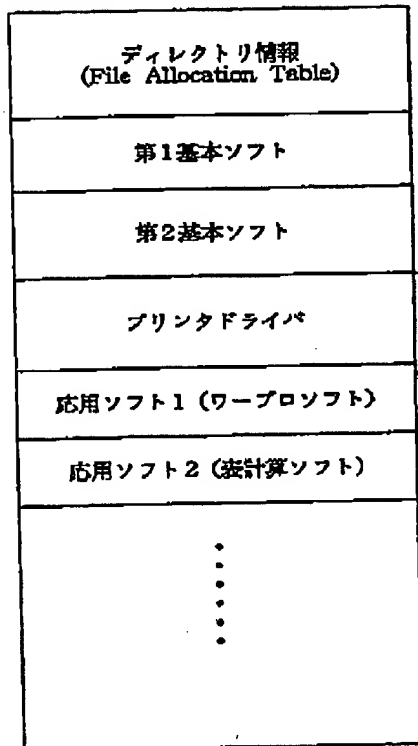 ディレクトリ情報
(File Allocation Table)
第1基本ソフト
第2基本ソフト
プリンタドライバ
応用ソフト1(ワープロソフト)
応用ソフト2(表計算ソフト)